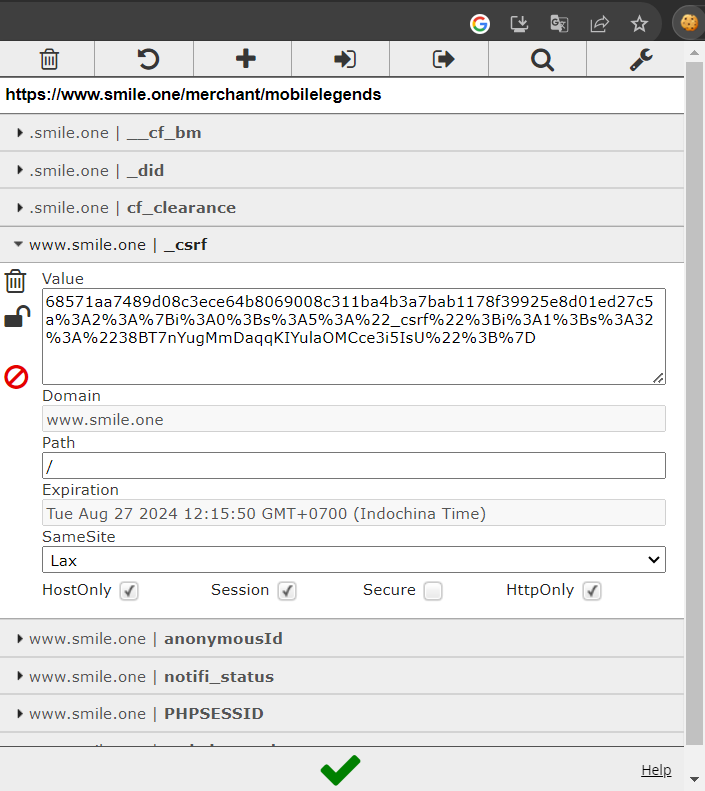 https://www.smile.one/merchant/mobilelegends
.smile.one | __cf_bm
.smile.one | _did
.smile.one | cf_clearance
www.smile.one | _csrf
Value
68571aa7489d08c3ece64b8069008c311ba4b3a7bab1178f39925e8d01ed27c5
a%3A2%3A%7Bi%3A0%3Bs%3A5%3A%22_csrf%22%3Bi%3A1%3Bs%3A32
%3A%2238BT7nYugMmDaqqKIYulaOMCce3i5IsU%22%3B%7D
Domain
www.smile.one
Path
/
Expiration
Tue Aug 27 2024 12:15:50 GMT+0700 (Indochina Time)
SameSite
Lax
HostOnly Session Secure HttpOnly
www.smile.one | anonymousId
www.smile.one | notifi_status
www.smile.one | PHPSESSID
Help